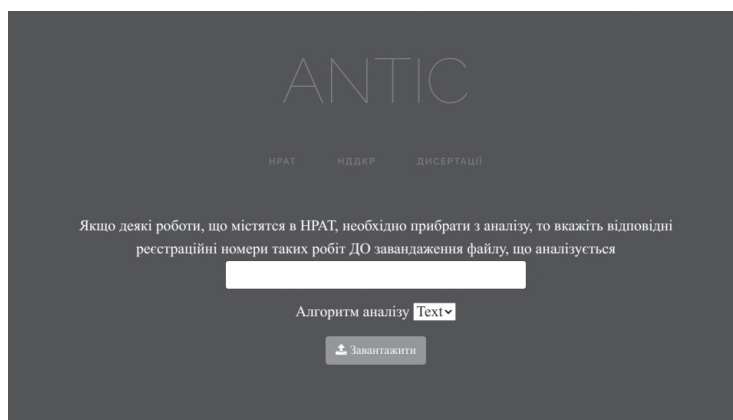 ANTIC
НРАТ НДДКР ДИСЕРТАЦІЇ
Якщо деякі роботи, що містятся в НРАТ, необхідно прибрати з аналізу, то вкажіть відповідні
реєстраційні номери таких робіт ДО завандаження файлу, що аналізується
Алгоритм аналізу Text
Завантажити